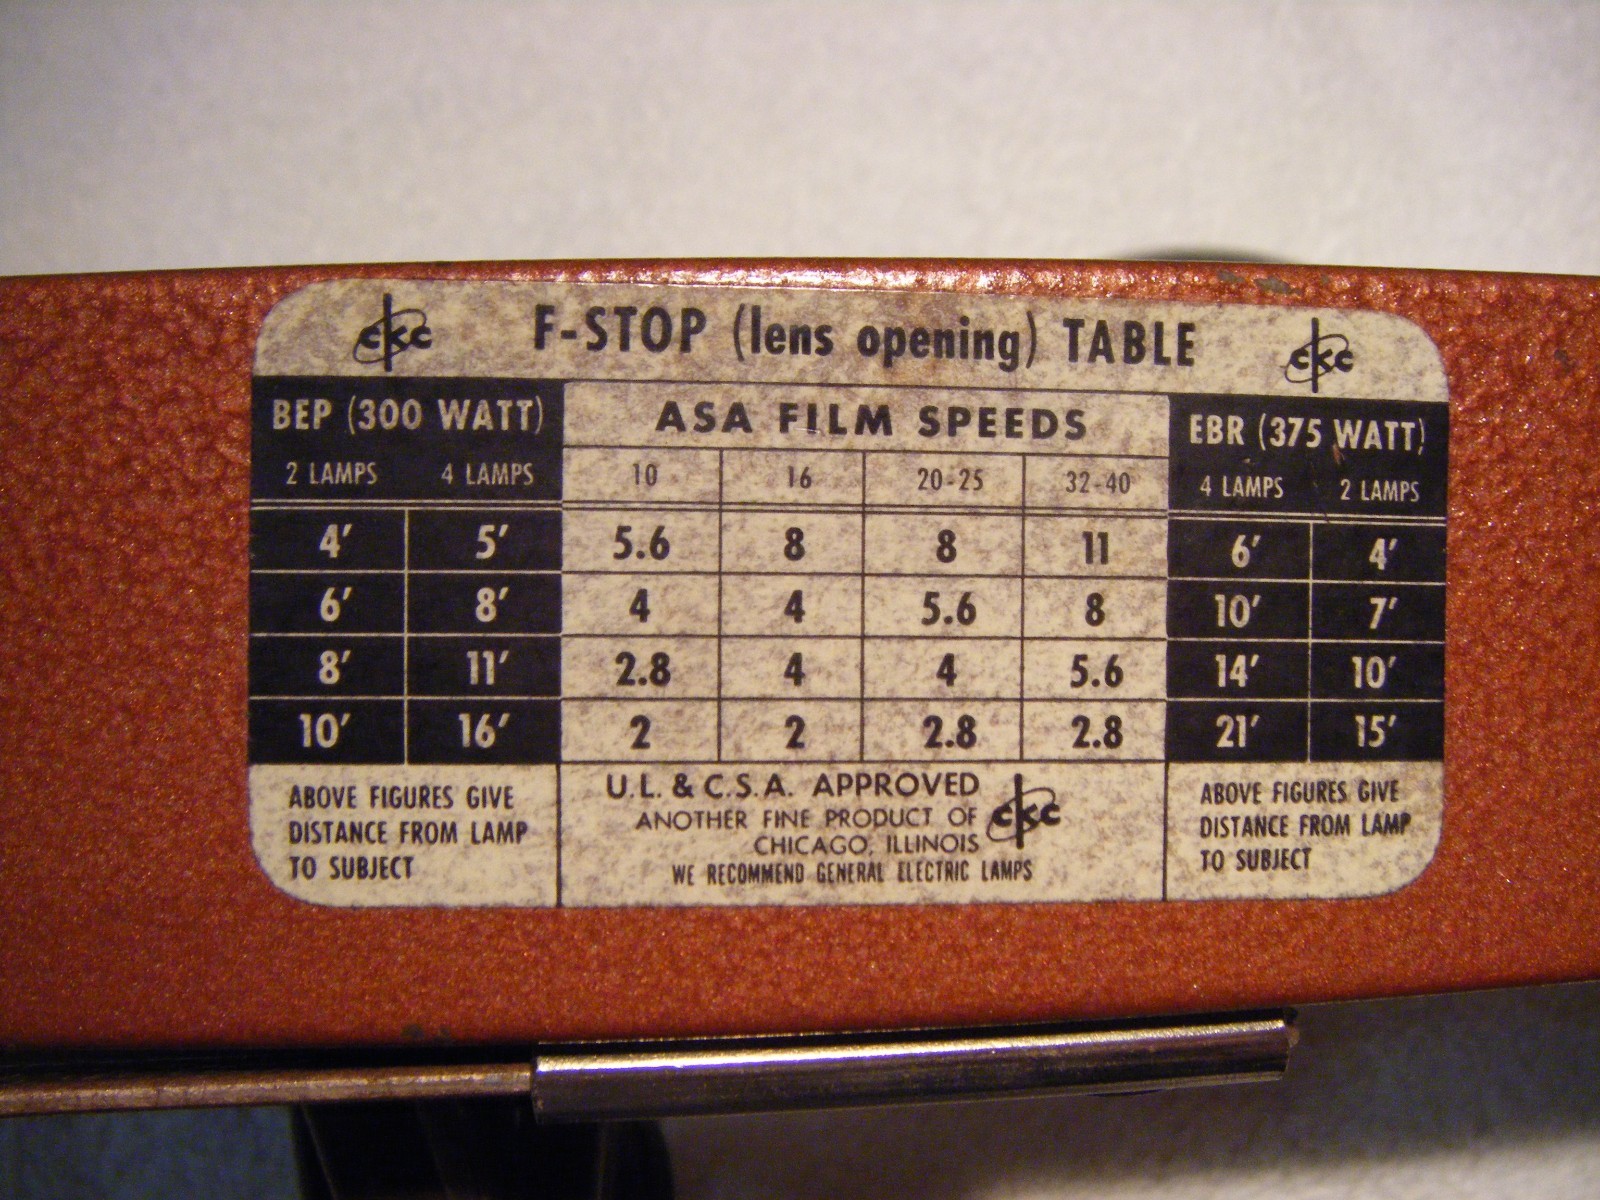 CKC F-STOP (lens opening) TABLE CKC
BEP (300 WATT) ASA FILM SPEEDS EBR (375 WATT)
2 LAMPS 4 LAMPS 10 16 20-25 32-40 4 LAMPS 2 LAMPS
4' 5' 5.6 8 8 11 6' 4'
6' 8' 4 4 5.6 8 10' 7'
8' 11' 2.8 4 4 5.6 14' 10'
10' 16' 2 2 2.8 2.8 21' 15'
ABOVE FIGURES GIVE
DISTANCE FROM LAMP
TO SUBJECT
U.L. & C.S.A. APPROVED
ANOTHER FINE PRODUCT OF CKC
CHICAGO, ILLINOIS
WE RECOMMEND GENERAL ELECTRIC LAMPS
ABOVE FIGURES GIVE
DISTANCE FROM LAMP
TO SUBJECT